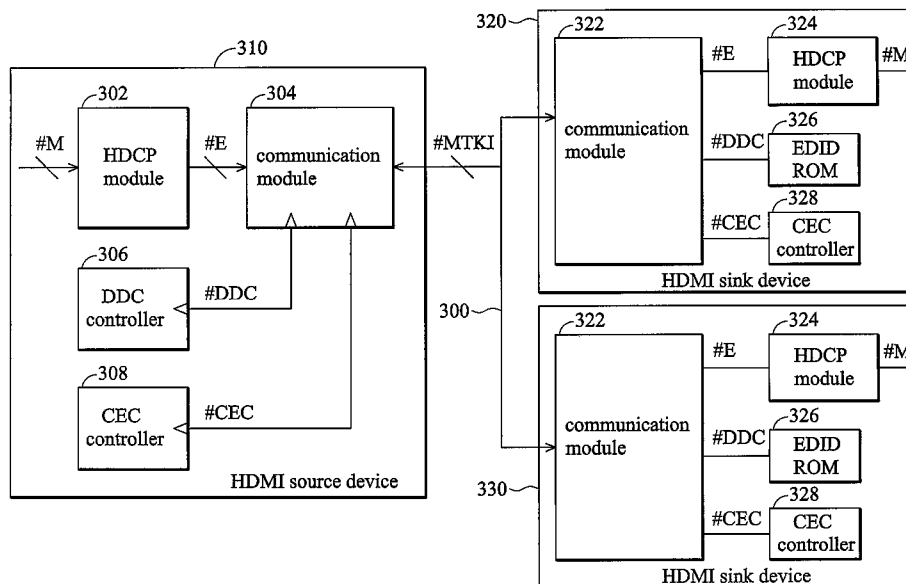 310
302
HDCP
module
304
communication
module
#M
#E
#MTKI
306
DDC
controller
#DDC
308
CEC
controller
#CEC
HDMI source device
300
320
322
communication
module
#E
324
HDCP
module
#M
#DDC
326
EDID
ROM
#CEC
328
CEC
controller
HDMI sink device
330
322
communication
module
#E
324
HDCP
module
#M
#DDC
326
EDID
ROM
#CEC
328
CEC
controller
HDMI sink device